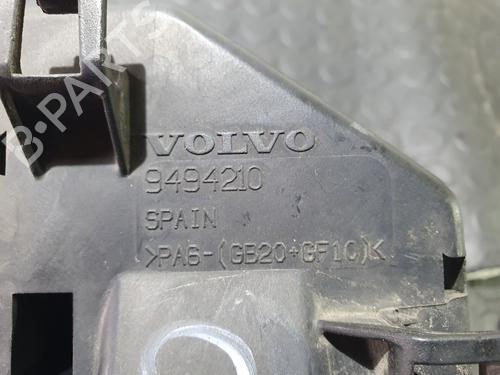 B-PARTS
VOLVO
9494210
SPAIN
>PA6-(GB20+GF10)<